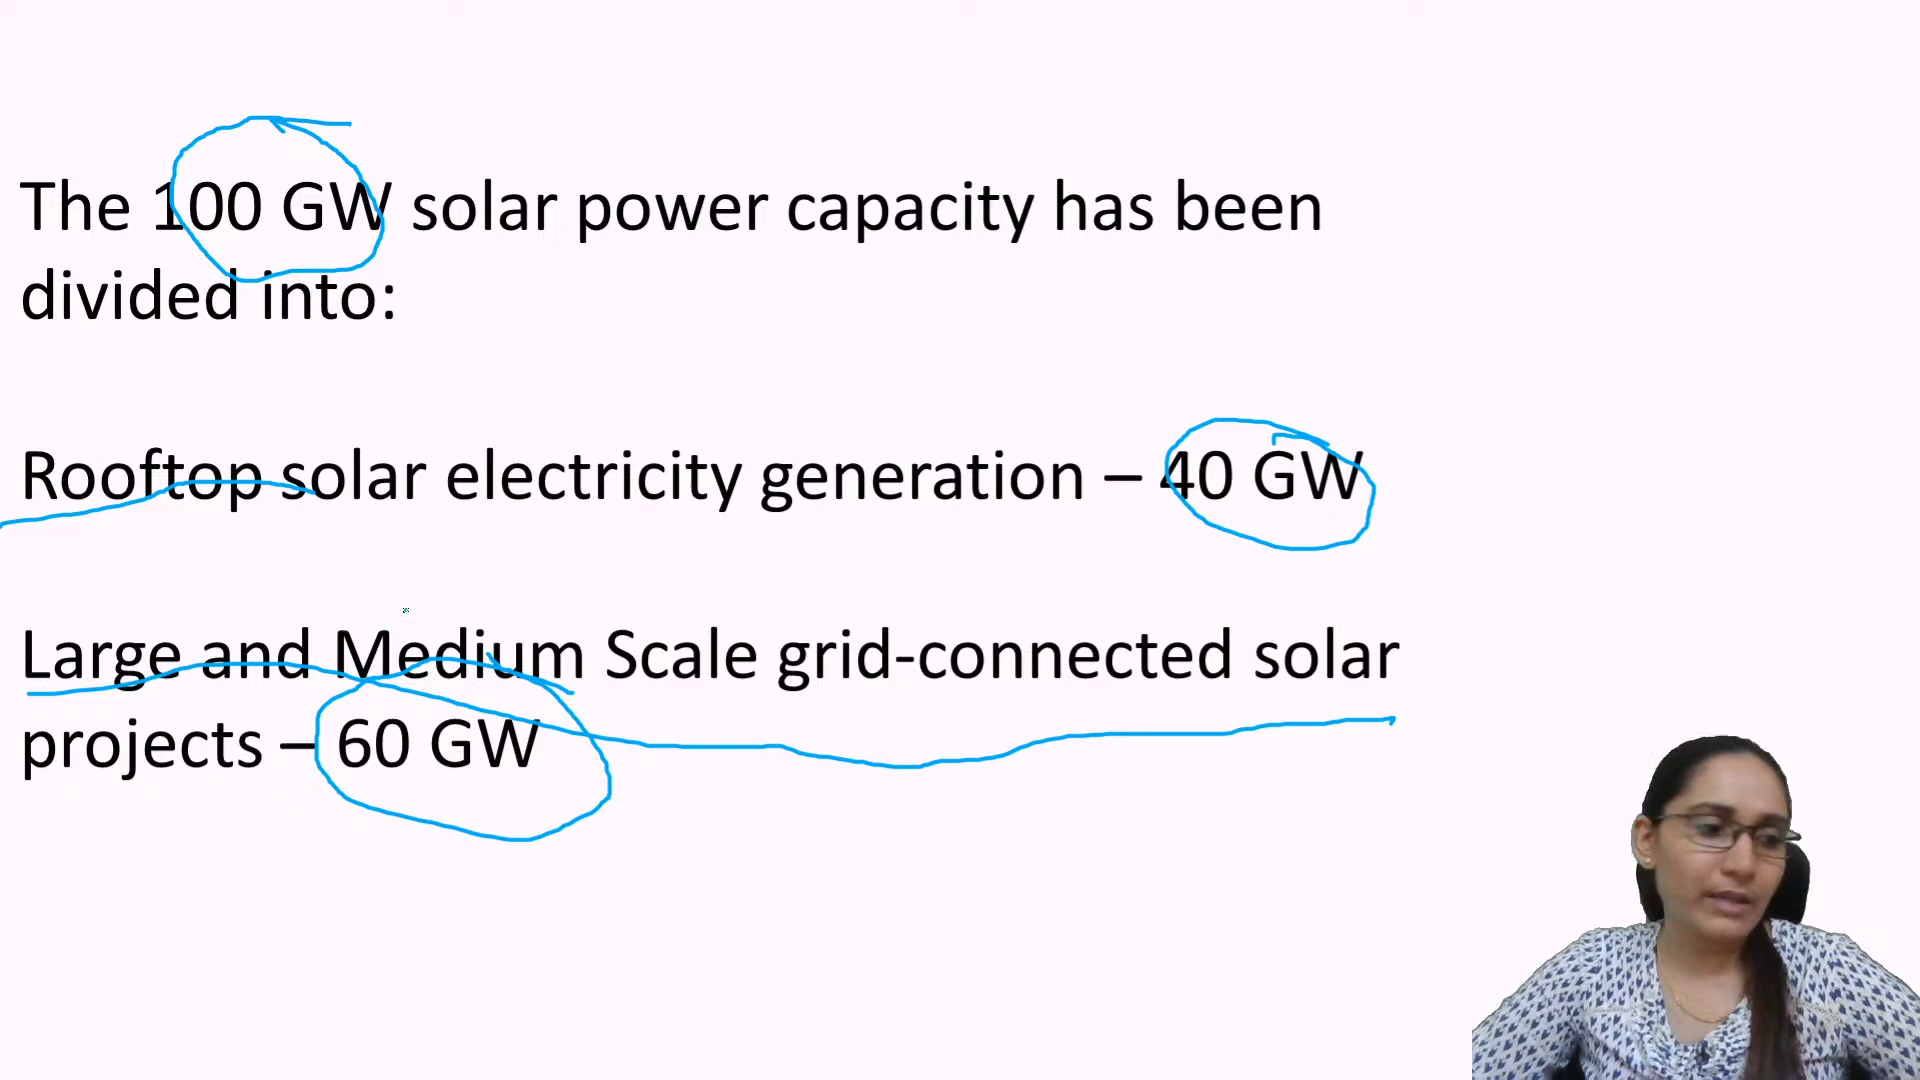 The 100 GW solar power capacity has been
divided into:
Rooftop solar electricity generation – 40 GW
Large and Medium Scale grid-connected solar
projects – 60 GW